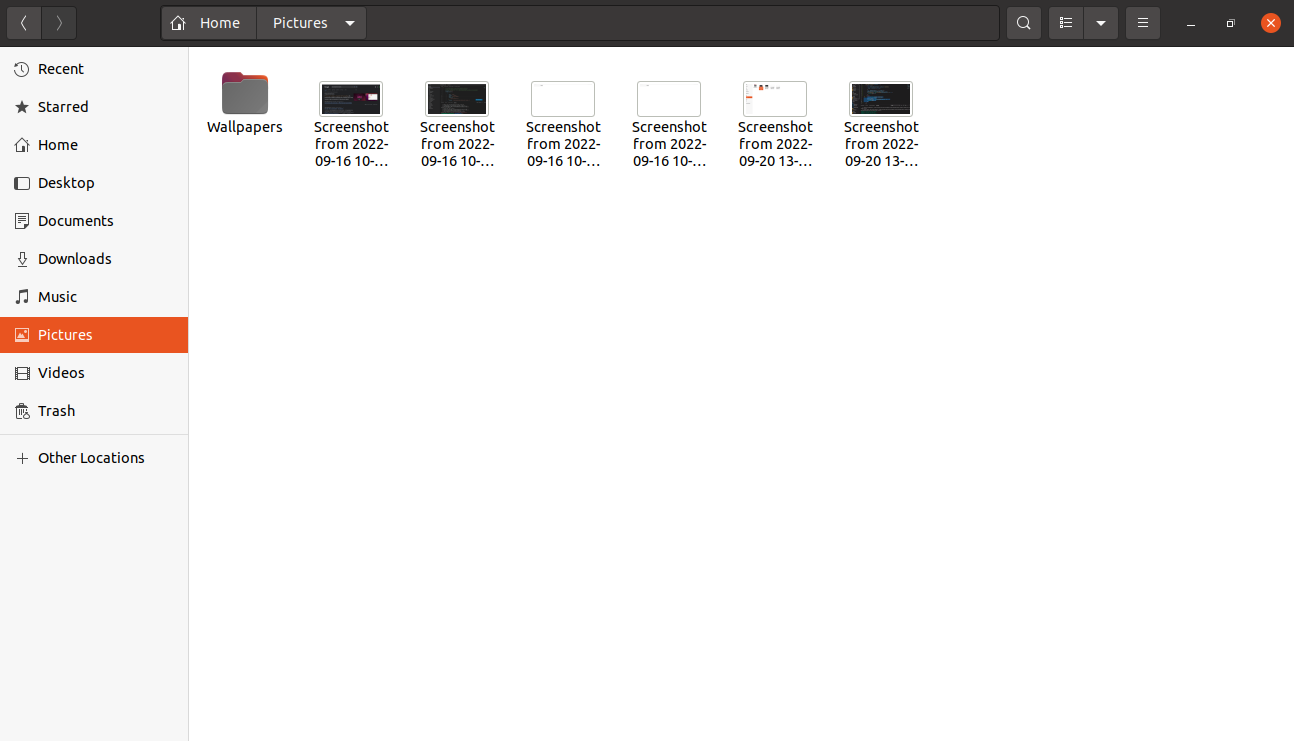 Home
Pictures
Recent
Starred
Home
Desktop
Documents
Downloads
Music
Pictures
Videos
Trash
Other Locations
Wallpapers
Screenshot
from 2022-
09-16 10-…
Screenshot
from 2022-
09-16 10-…
Screenshot
from 2022-
09-16 10-…
Screenshot
from 2022-
09-16 10-…
Screenshot
from 2022-
09-20 13-…
Screenshot
from 2022-
09-20 13-…